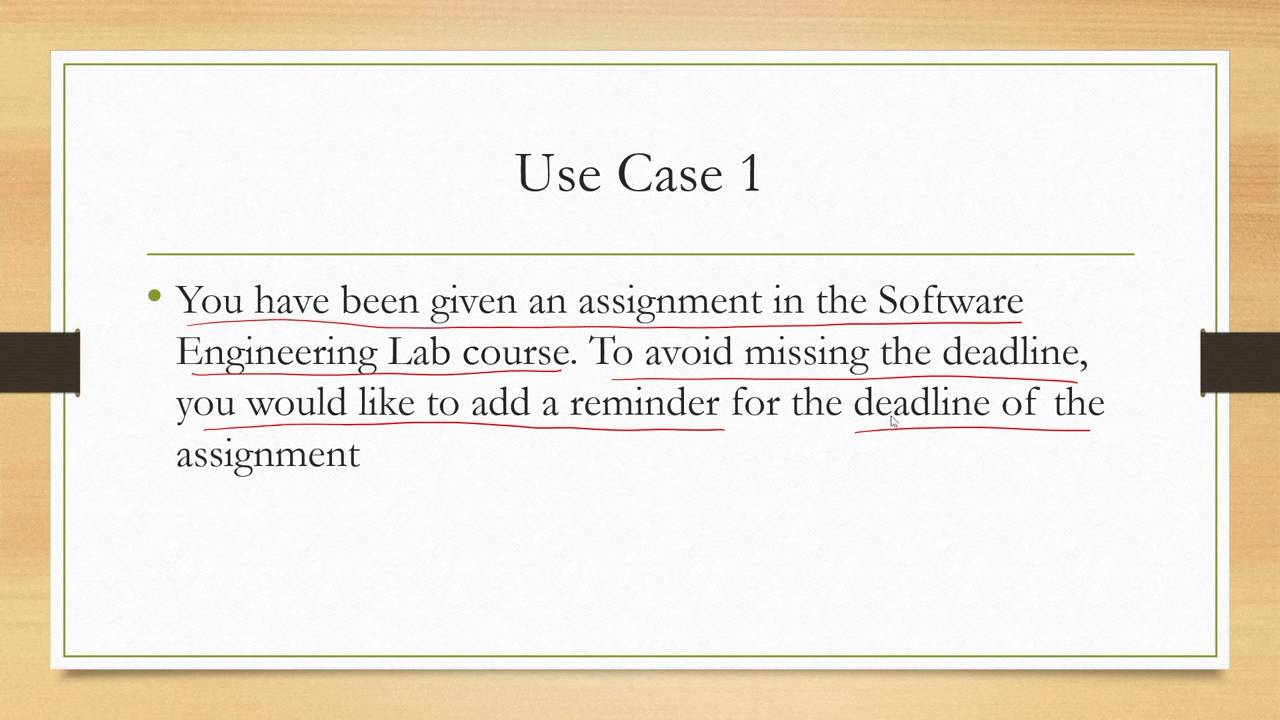 Use Case 1
You have been given an assignment in the Software
Engineering Lab course. To avoid missing the deadline,
you would like to add a reminder for the deadline of the
assignment